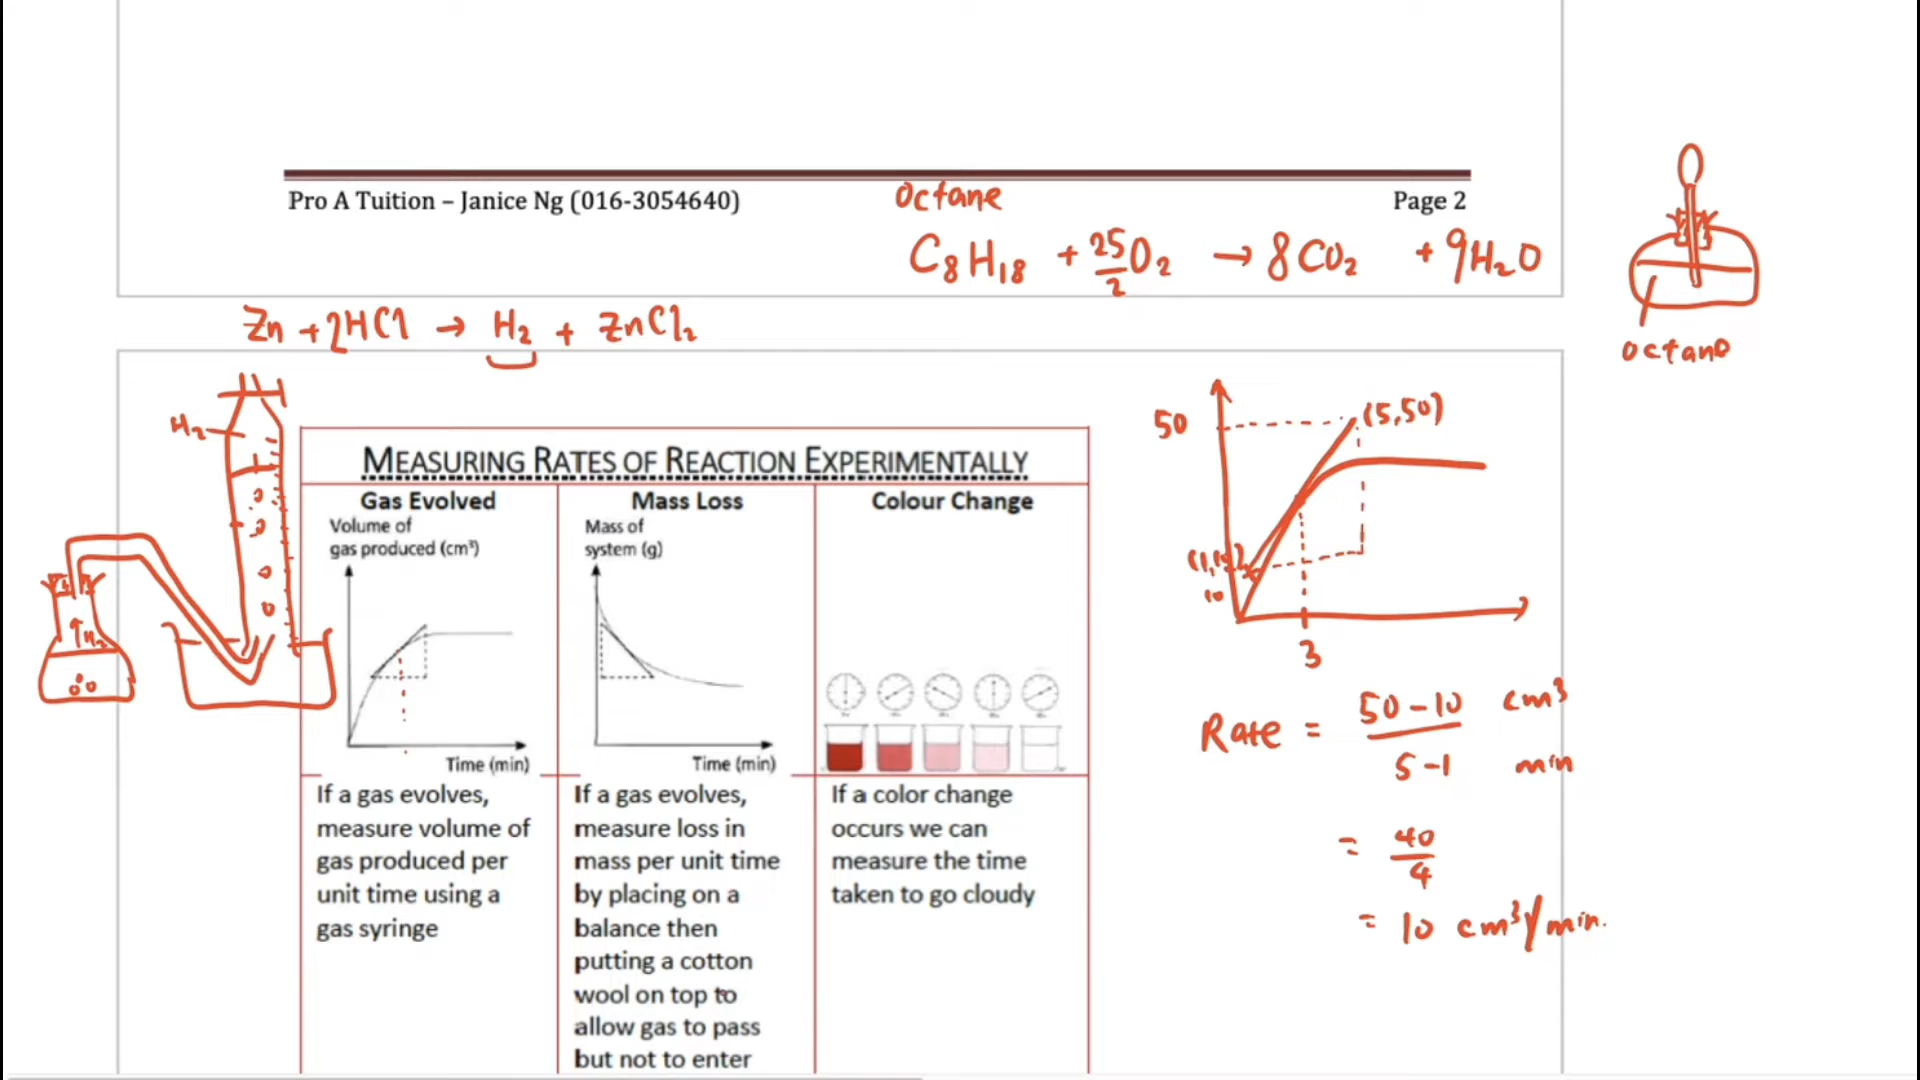 Pro A Tuition – Janice Ng (016-3054640)
Octane
Page 2
C₈H₁₈ + 25/2 O₂ → 8CO₂ + 9H₂O
octane
Zn + 2HCl → H₂ + ZnCl₂
H₂
H₂
MEASURING RATES OF REACTION EXPERIMENTALLY
Gas Evolved
Volume of
gas produced (cm³)
Time (min)
If a gas evolves,
measure volume of
gas produced per
unit time using a
gas syringe
Mass Loss
Mass of
system (g)
Time (min)
If a gas evolves,
measure loss in
mass per unit time
by placing on a
balance then
putting a cotton
wool on top to
allow gas to pass
but not to enter
Colour Change
If a color change
occurs we can
measure the time
taken to go cloudy
50
(5,50)
10
3
Rate = 50-10 cm³
5-1 min
= 40
4
= 10 cm³/min.